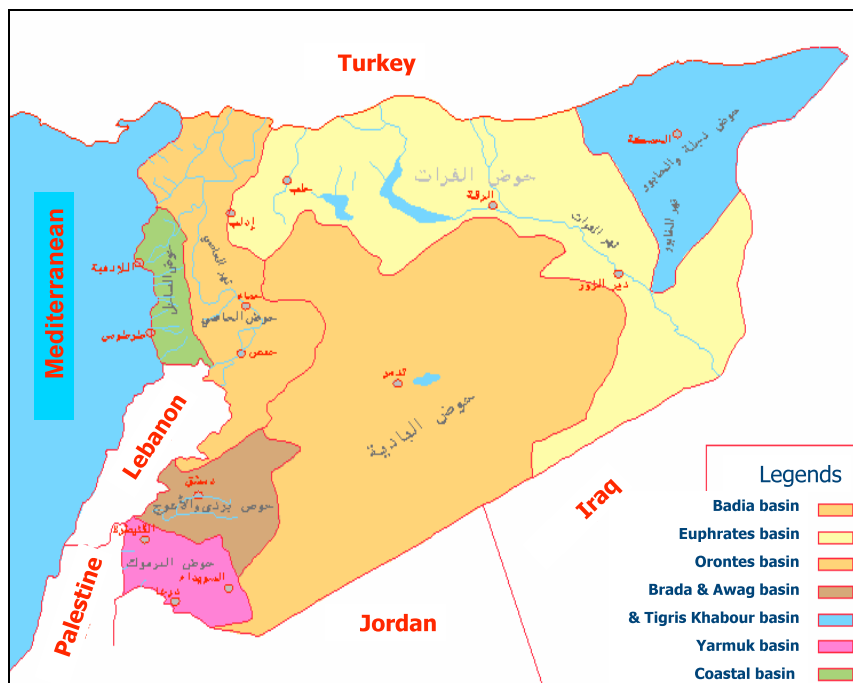 Turkey
حوض دجلة والخابور
الحسكة
حوض الفرات
حلب
الرقة
نهر الخابور
إدلب
نهر الفرات
نهر العاصي
Mediterranean
حوض الساحل
اللاذقية
دير الزور
حماه
حوض العاصي
طرطوس
حمص
تدمر
حوض البادية
Lebanon
دمشق
حوض بردى والأعوج
Iraq
القنيطرة
حوض اليرموك
السويداء
درعا
Palestine
Jordan
Legends
Badia basin
Euphrates basin
Orontes basin
Brada & Awag basin
& Tigris Khabour basin
Yarmuk basin
Coastal basin